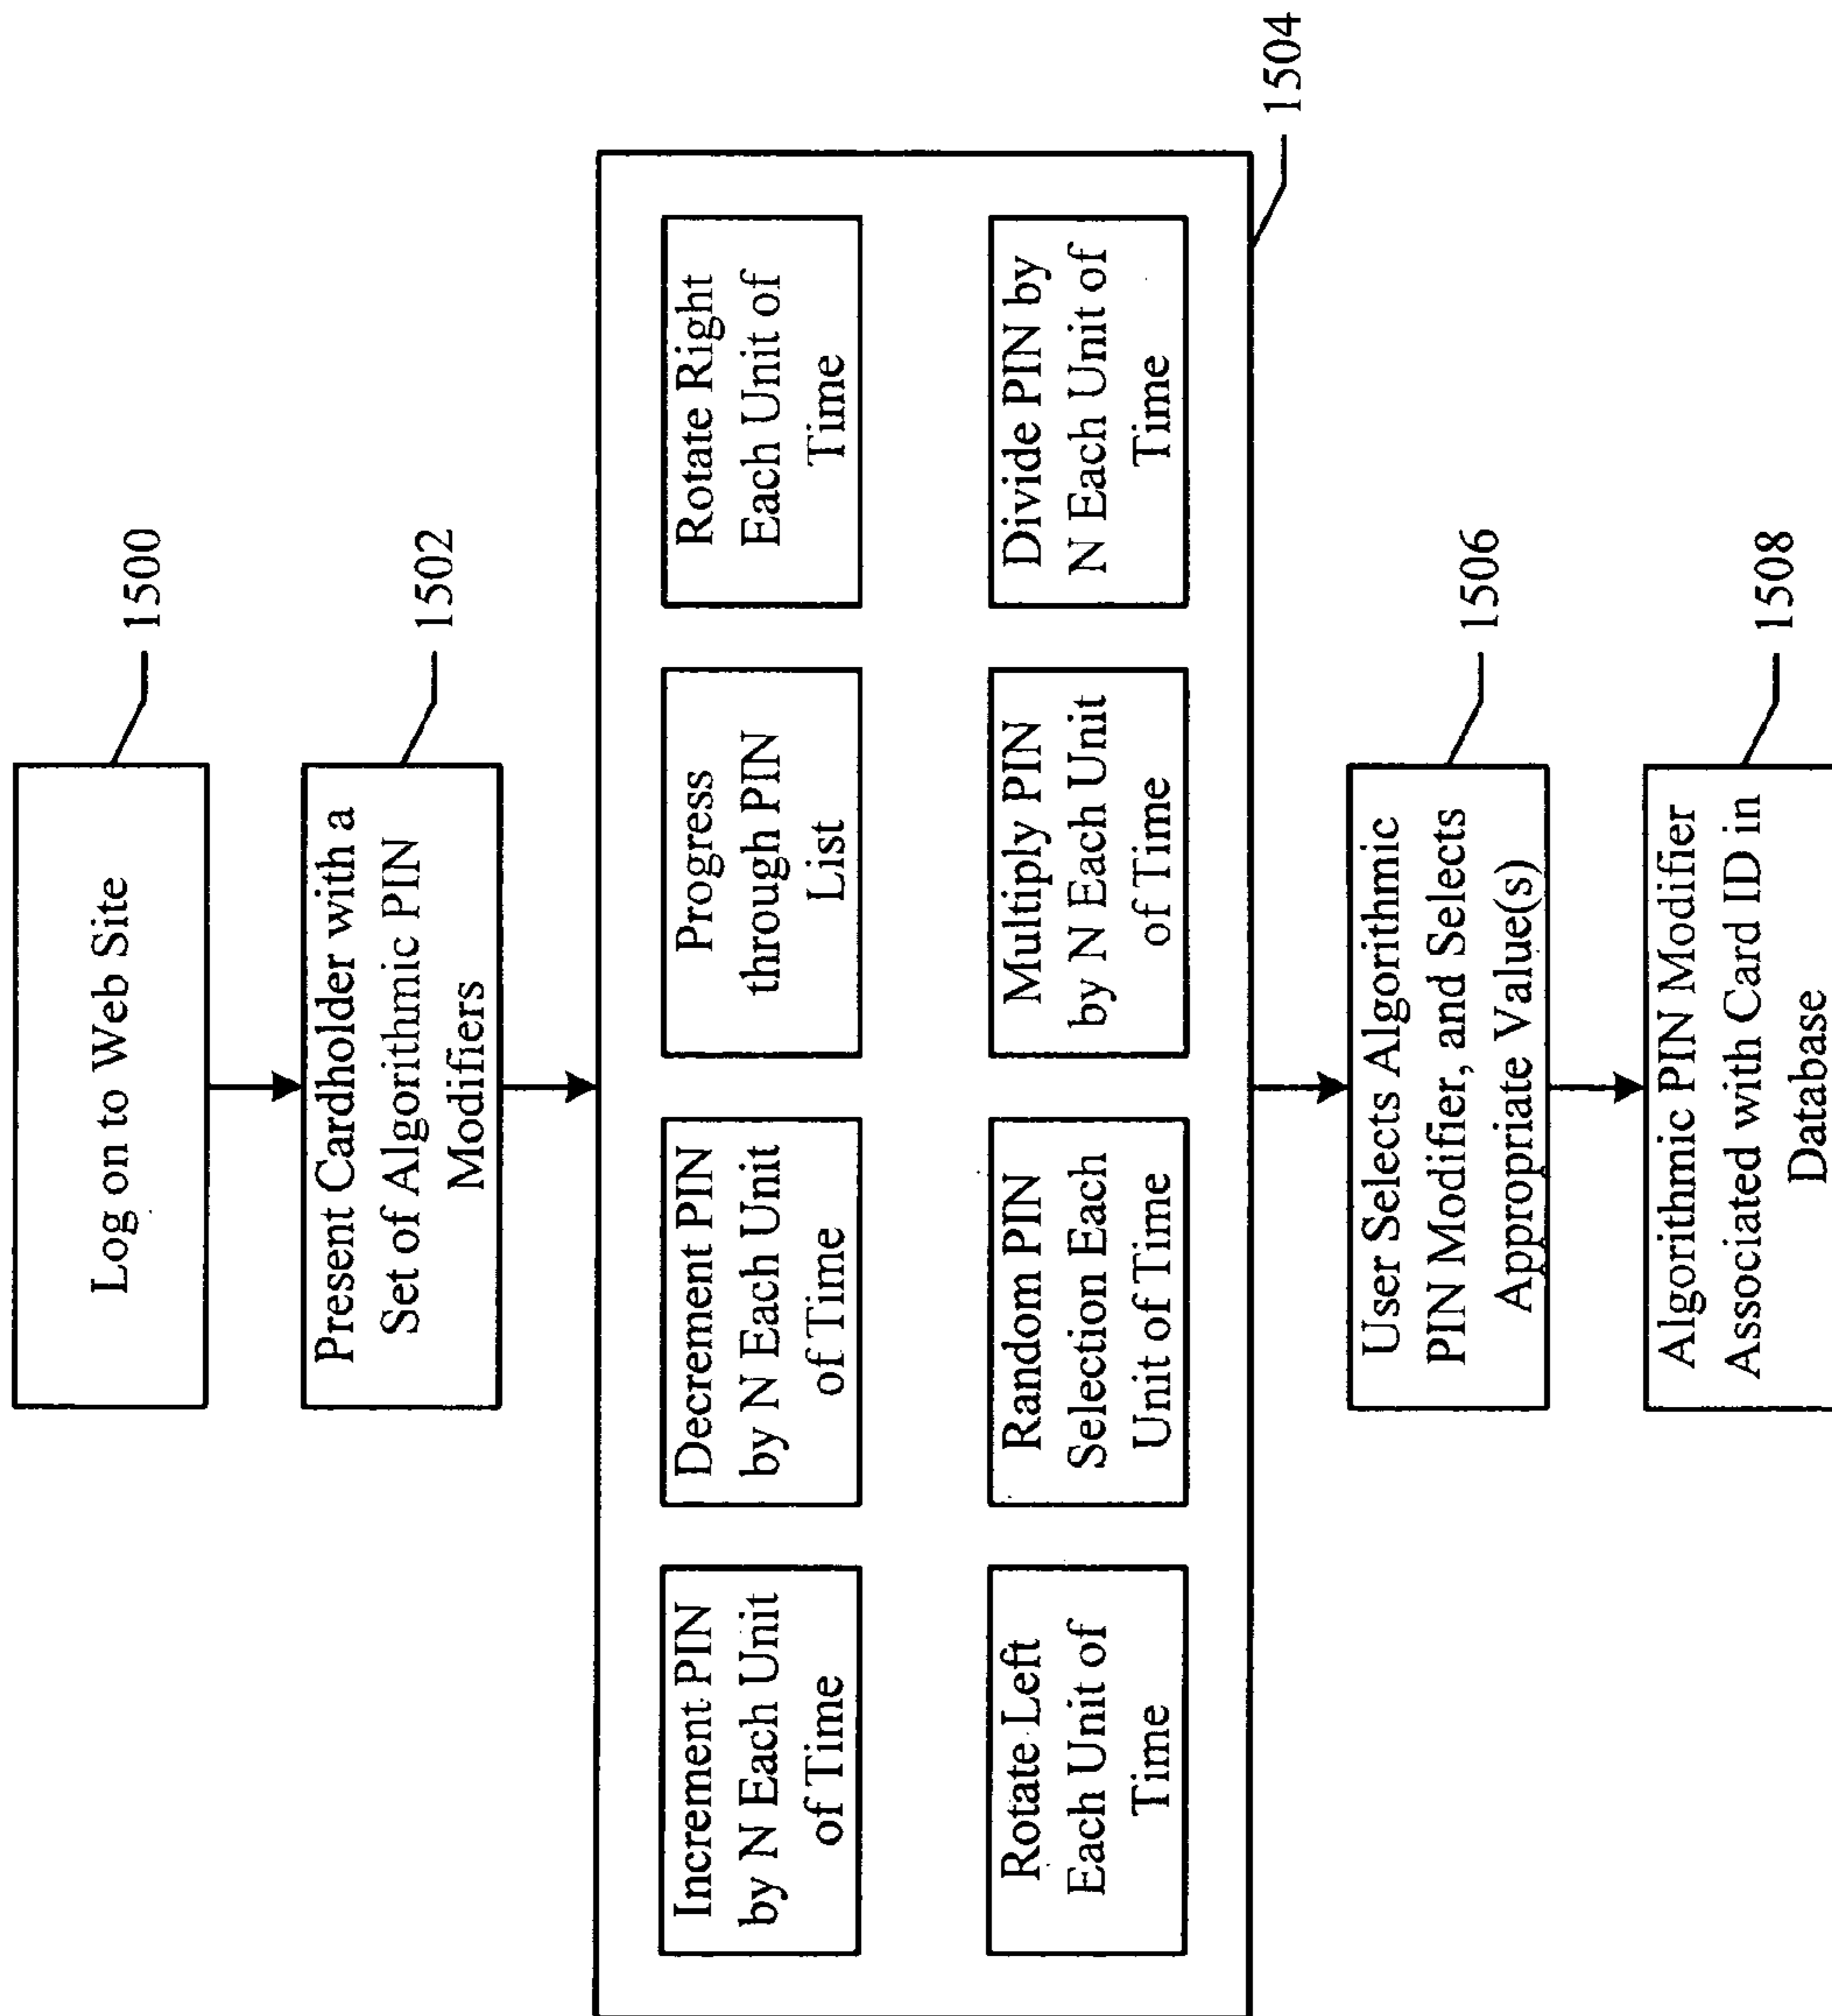 Log on to Web Site
1500
Present Cardholder with a
Set of Algorithmic PIN
Modifiers
1502
Increment PIN
by N Each Unit
of Time
Decrement PIN
by N Each Unit
of Time
Progress
through PIN
List
Rotate Right
Each Unit of
Time
Rotate Left
Each Unit of
Time
Random PIN
Selection Each
Unit of Time
Multiply PIN
by N Each Unit
of Time
Divide PIN by
N Each Unit of
Time
1504
User Selects Algorithmic
PIN Modifier, and Selects
Appropriate Value(s)
1506
Algorithmic PIN Modifier
Associated with Card ID in
Database
1508